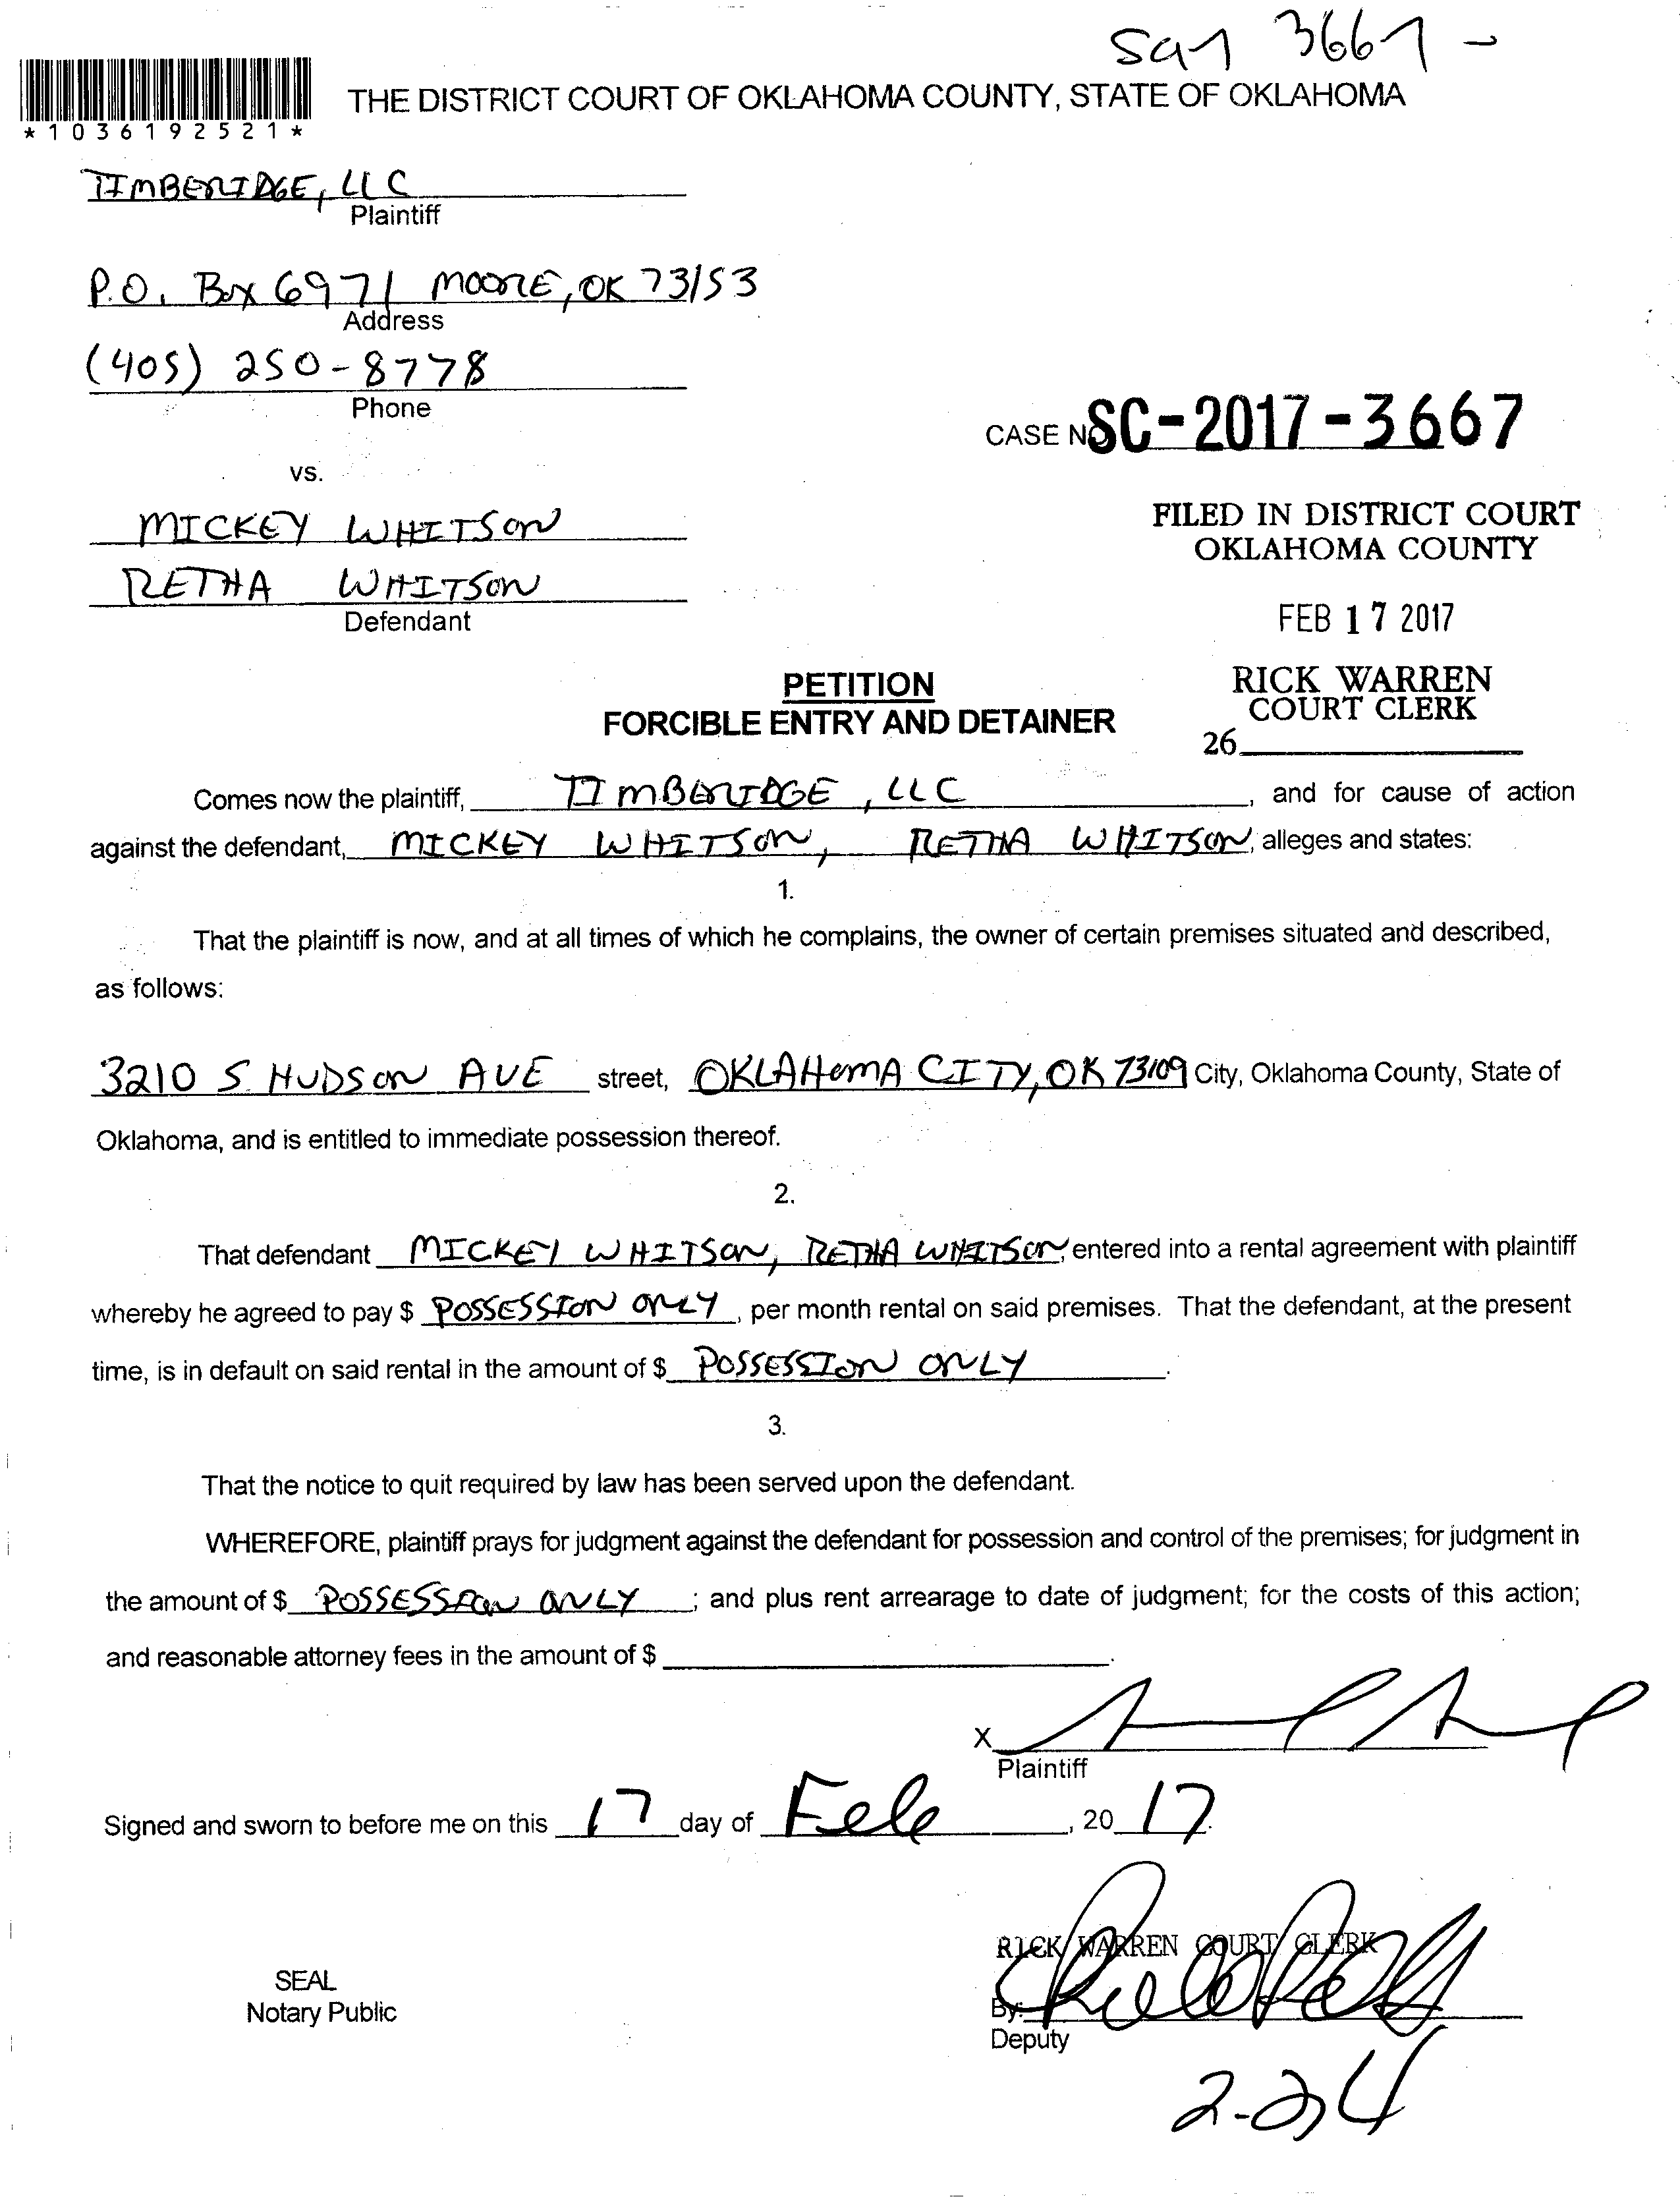 3667 -
THE DISTRICT COURT OF OKLAHOMA COUNTY, STATE OF OKLAHOMA
*1036192521*
TIMBERIDGE, LLC
Plaintiff
P.O. Box 6971 MOORE, OK 73153
Address
(405) 250-8778
Phone
CASE NO. SC-2017-3667
vs.
MICKEY WHITSON
RETHA WHITSON
Defendant
FILED IN DISTRICT COURT
OKLAHOMA COUNTY
FEB 17 2017
RICK WARREN
COURT CLERK
26
PETITION
FORCIBLE ENTRY AND DETAINER
Comes now the plaintiff, TIMBERIDGE, LLC, and for cause of action
against the defendant, MICKEY WHITSON, RETHA WHITSON, alleges and states:
1.
That the plaintiff is now, and at all times of which he complains, the owner of certain premises situated and described,
as follows:
3210 S HUDSON AVE street, OKLAHOMA CITY, OK 73109 City, Oklahoma County, State of
Oklahoma, and is entitled to immediate possession thereof.
2.
That defendant MICKEY WHITSON, RETHA WHITSON, entered into a rental agreement with plaintiff
whereby he agreed to pay $ POSSESSION ONLY, per month rental on said premises. That the defendant, at the present
time, is in default on said rental in the amount of $ POSSESSION ONLY.
3.
That the notice to quit required by law has been served upon the defendant.
WHEREFORE, plaintiff prays for judgment against the defendant for possession and control of the premises; for judgment in
the amount of $ POSSESSION ONLY; and plus rent arrearage to date of judgment; for the costs of this action;
and reasonable attorney fees in the amount of $
X
Plaintiff
Signed and sworn to before me on this 17 day of Feb, 20 17.
RICK WARREN COURT CLERK
SEAL
Notary Public
By:
Deputy